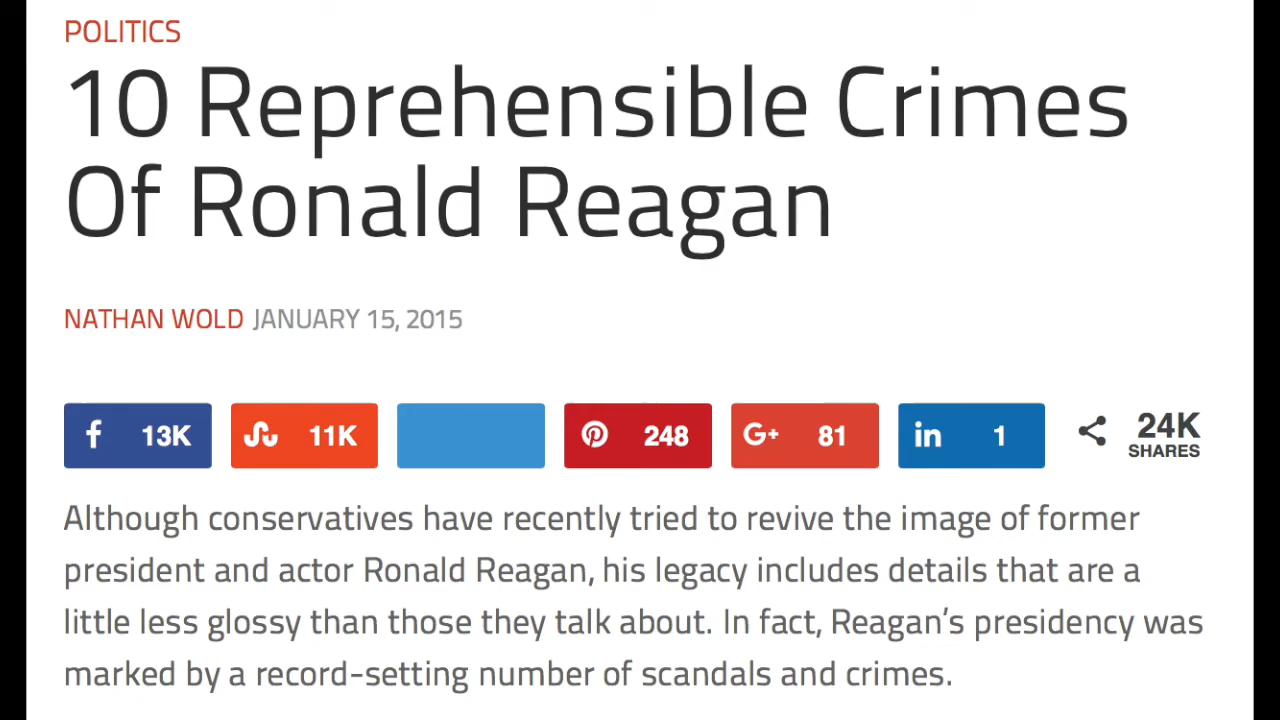 POLITICS
10 Reprehensible Crimes
Of Ronald Reagan
NATHAN WOLD JANUARY 15, 2015
13K 11K 248 G+ 81 in 1 24K
SHARES
Although conservatives have recently tried to revive the image of former
president and actor Ronald Reagan, his legacy includes details that are a
little less glossy than those they talk about. In fact, Reagan’s presidency was
marked by a record-setting number of scandals and crimes.